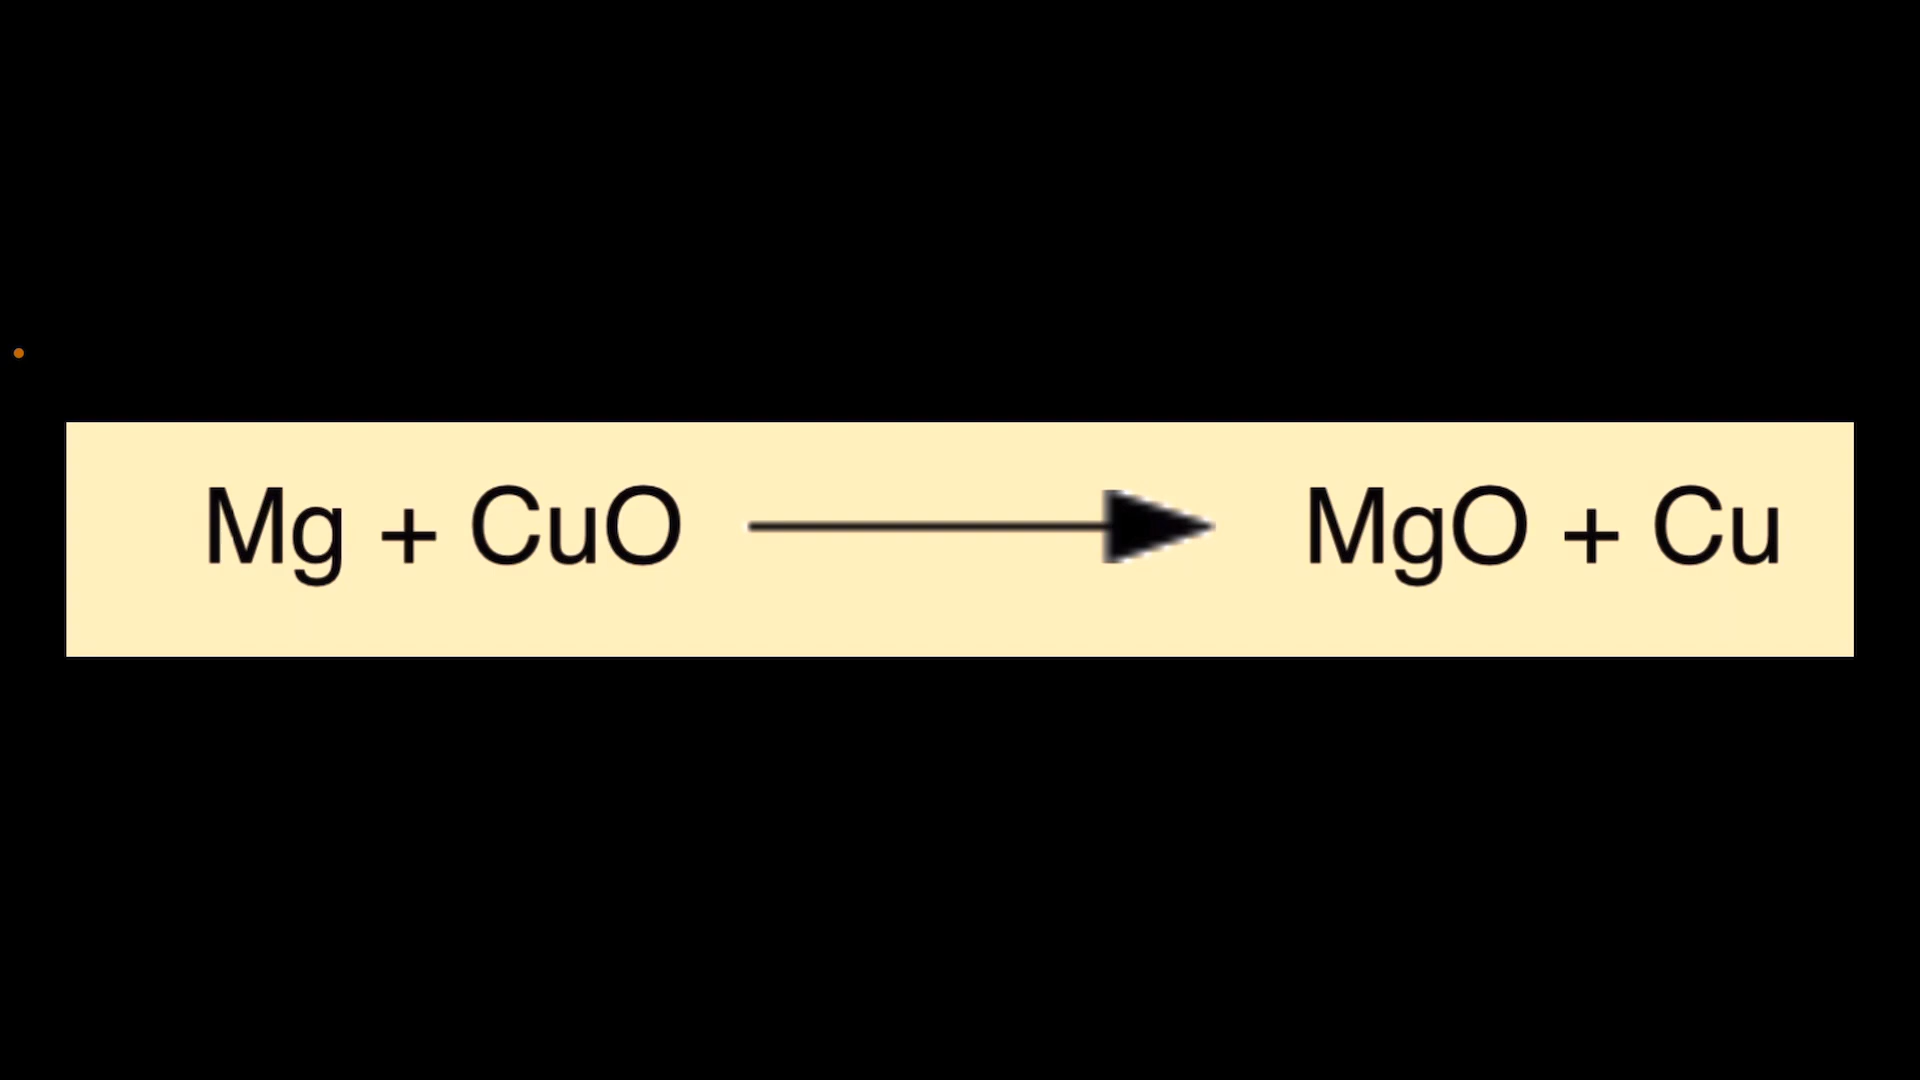 Mg + CuO ⟶ MgO + Cu